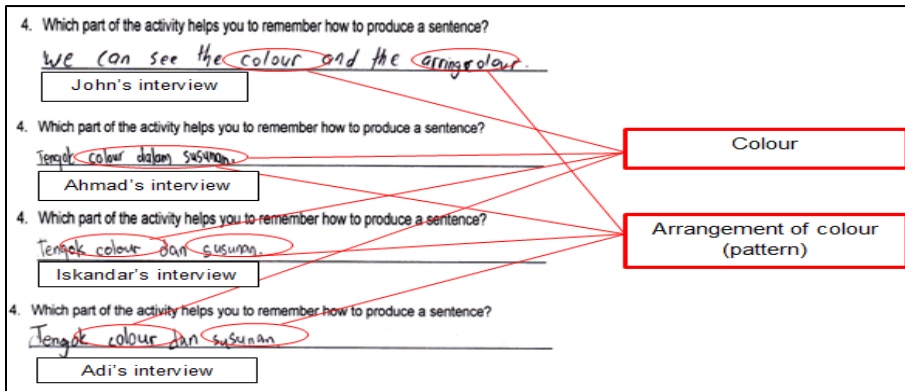 4. Which part of the activity helps you to remember how to produce a sentence?
we can see the colour and the arringcolour.
John's interview
4. Which part of the activity helps you to remember how to produce a sentence?
Tengok colour dalam susunan.
Ahmad's interview
4. Which part of the activity helps you to remember how to produce a sentence?
Tengok colour dan susunan.
Iskandar's interview
4. Which part of the activity helps you to remember how to produce a sentence?
Tengok colour dan susunan
Adi's interview
Colour
Arrangement of colour
(pattern)